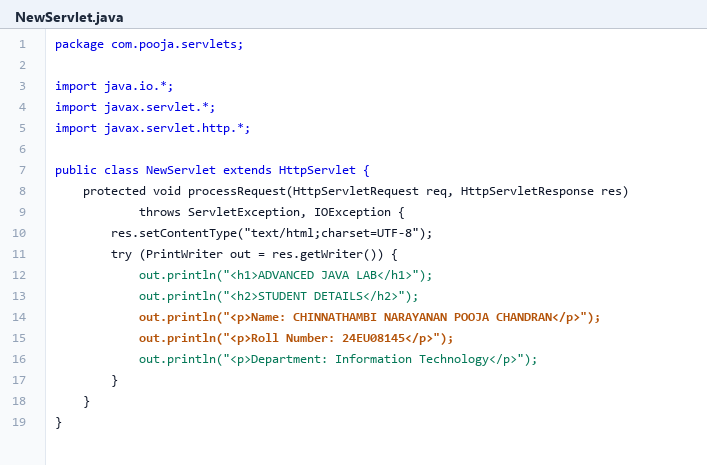 NewServlet.java
1 package com.pooja.servlets;
2
3 import java.io.*;
4 import javax.servlet.*;
5 import javax.servlet.http.*;
6
7 public class NewServlet extends HttpServlet {
8     protected void processRequest(HttpServletRequest req, HttpServletResponse res)
9             throws ServletException, IOException {
10         res.setContentType("text/html;charset=UTF-8");
11         try (PrintWriter out = res.getWriter()) {
12             out.println("<h1>ADVANCED JAVA LAB</h1>");
13             out.println("<h2>STUDENT DETAILS</h2>");
14             out.println("<p>Name: CHINNATHAMBI NARAYANAN POOJA CHANDRAN</p>");
15             out.println("<p>Roll Number: 24EU08145</p>");
16             out.println("<p>Department: Information Technology</p>");
17         }
18     }
19 }